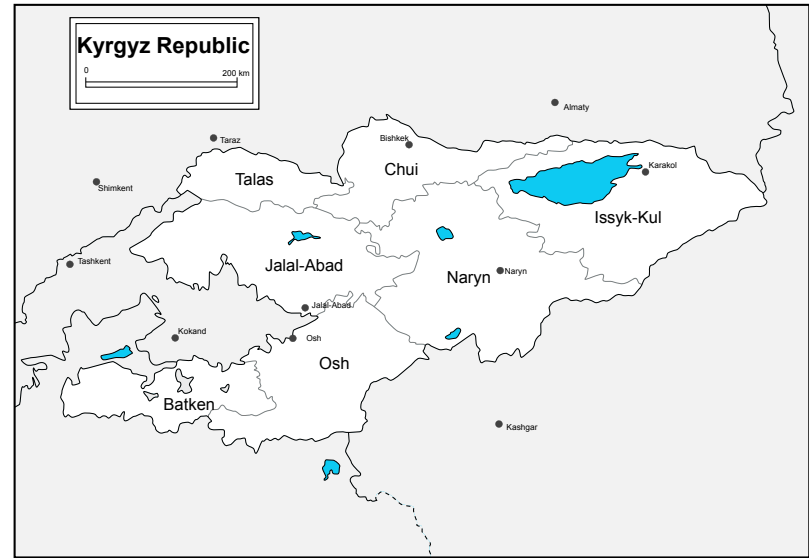 Kyrgyz Republic
0
200 km
Almaty
Taraz
Bishkek
Chui
Karakol
Talas
Shimkent
Issyk-Kul
Tashkent
Jalal-Abad
Naryn
Naryn
Jalal-Abad
Kokand
Osh
Osh
Batken
Kashgar